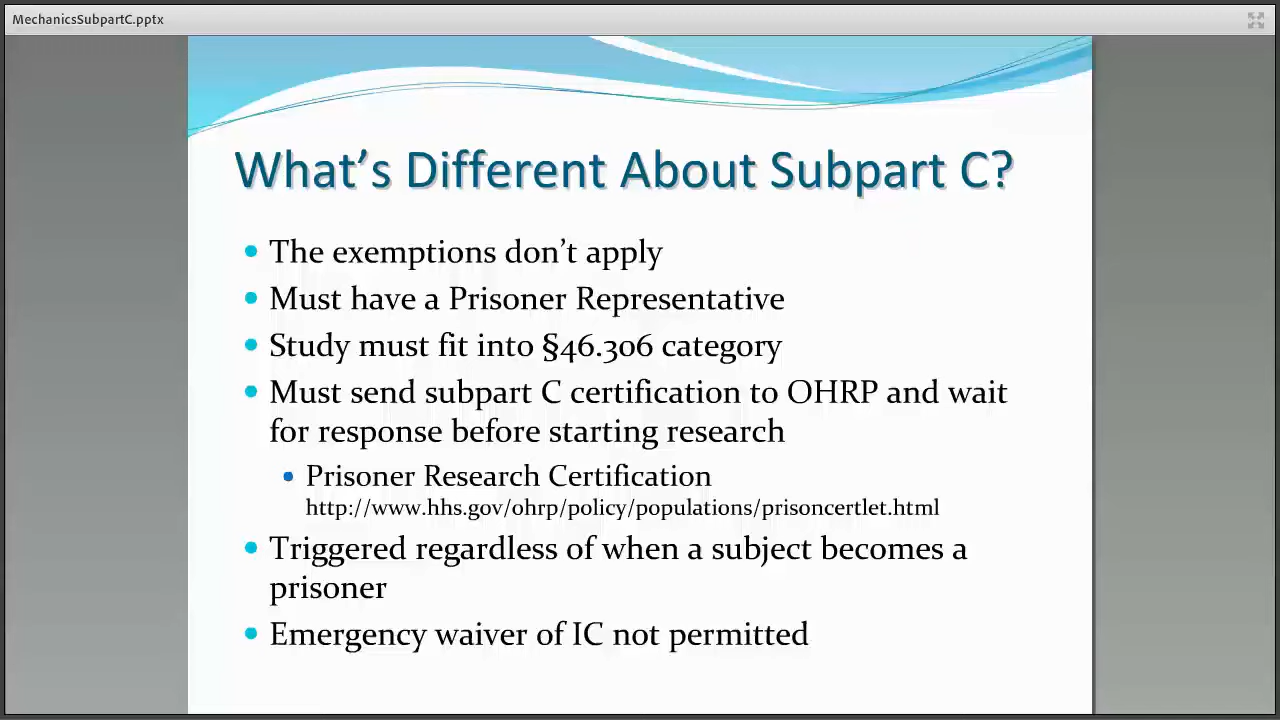 MechanicsSubpartC.pptx
What’s Different About Subpart C?
• The exemptions don’t apply
• Must have a Prisoner Representative
• Study must fit into §46.306 category
• Must send subpart C certification to OHRP and wait
for response before starting research
• Prisoner Research Certification
http://www.hhs.gov/ohrp/policy/populations/prisoncertlet.html
• Triggered regardless of when a subject becomes a
prisoner
• Emergency waiver of IC not permitted